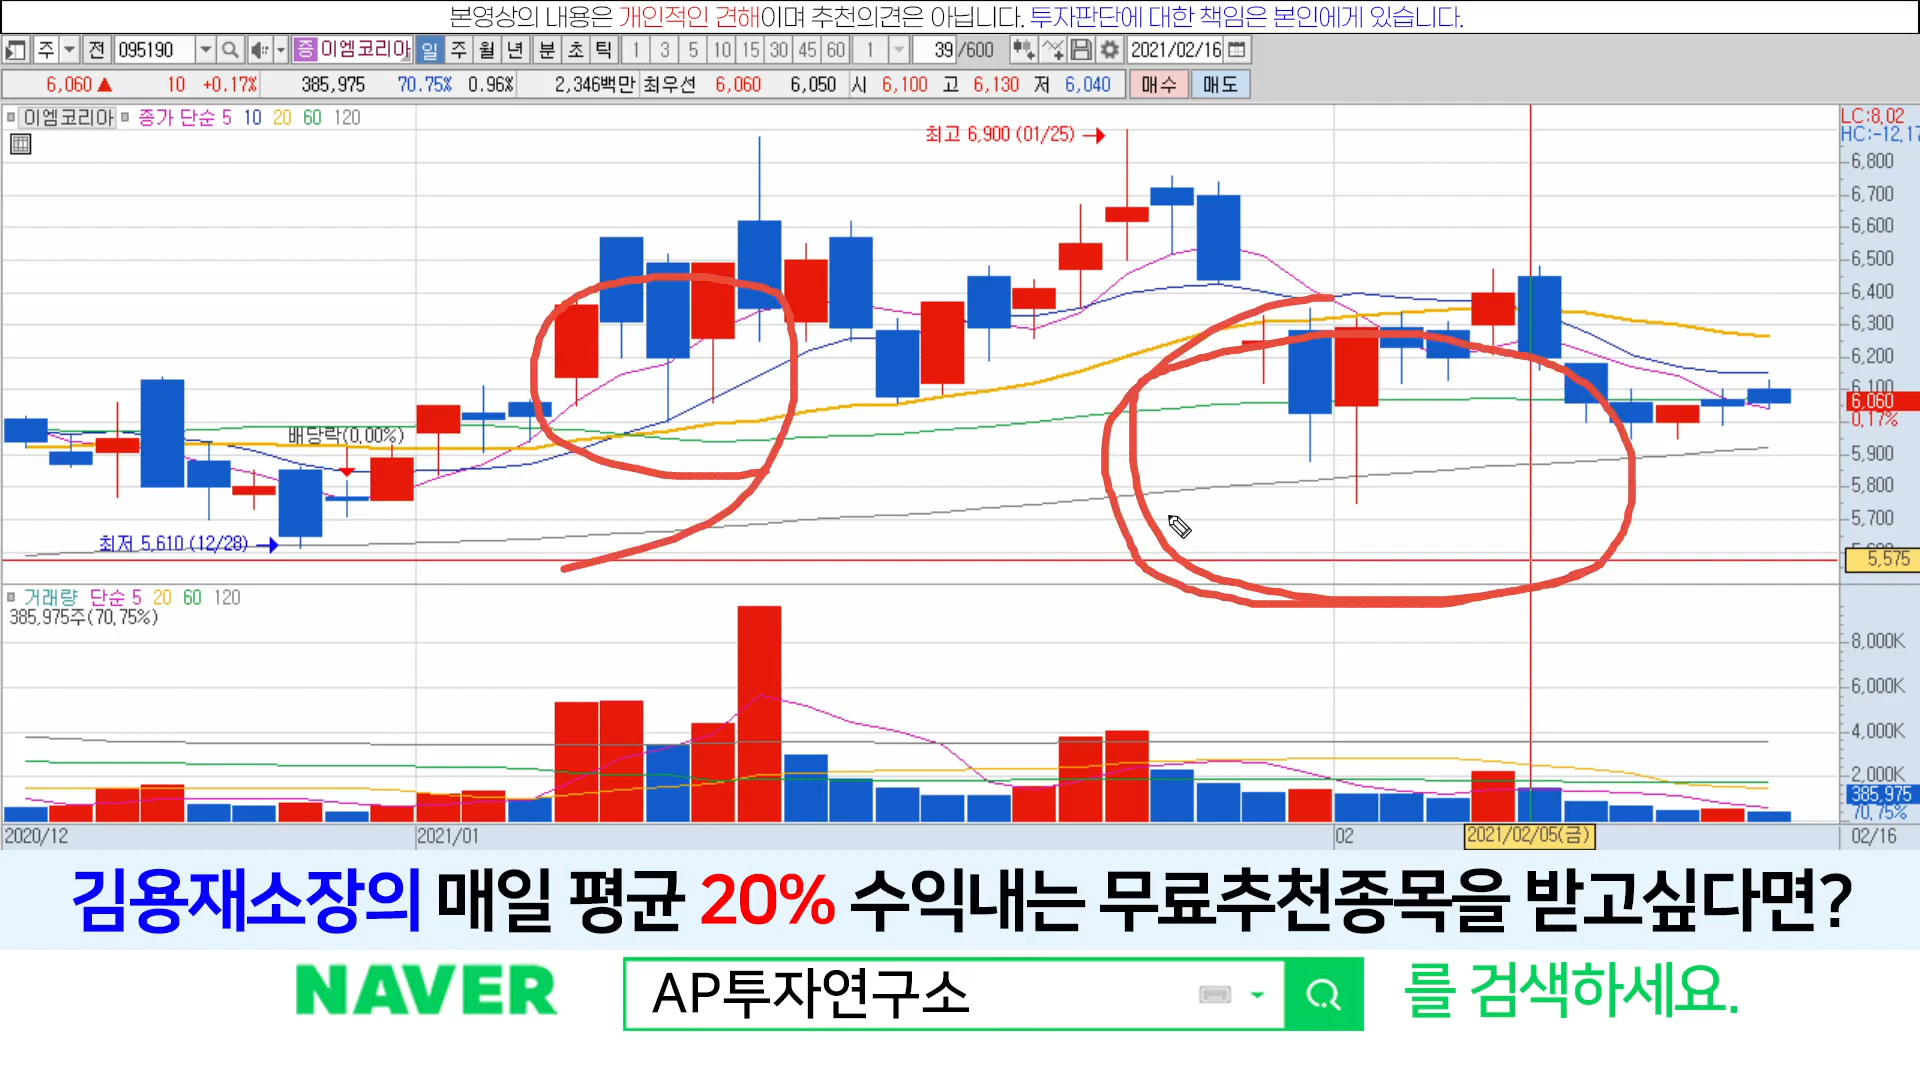 본영상의 내용은 개인적인 견해이며 추천의견은 아닙니다. 투자판단에 대한 책임은 본인에게 있습니다.
주 전 095190 증 이엠코리아 일 주 월 년 분 초 틱 1 3 5 10 15 30 45 60 1 39 /600 2021/02/16
6,060 ▲ 10 +0.17% 385,975 70.75% 0.96% 2,346백만 최우선 6,060 6,050 시 6,100 고 6,130 저 6,040 매수 매도
이엠코리아 종가 단순 5 10 20 60 120
LC:8.02
HC:-12.17
최고 6,900 (01/25) →
6,800
6,700
6,600
6,500
6,400
6,300
6,200
6,100
6,060
0.17%
배당락(0.00%)
5,900
5,800
5,700
최저 5,610 (12/28) →
5,575
거래량 단순 5 20 60 120
385,975주(70.75%)
8,000K
6,000K
4,000K
2,000K
385,975
70.75%
2020/12 2021/01 02 2021/02/05(금) 02/16
김용재소장의 매일 평균 20% 수익내는 무료추천종목을 받고싶다면?
NAVER AP투자연구소 를 검색하세요.